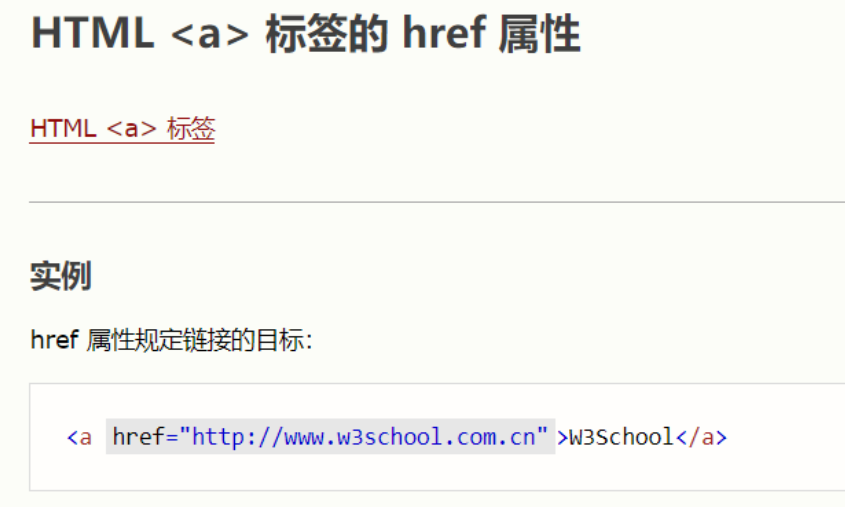 HTML <a> 标签的 href 属性
HTML <a> 标签
实例
href 属性规定链接的目标：
<a href="http://www.w3school.com.cn">W3School</a>